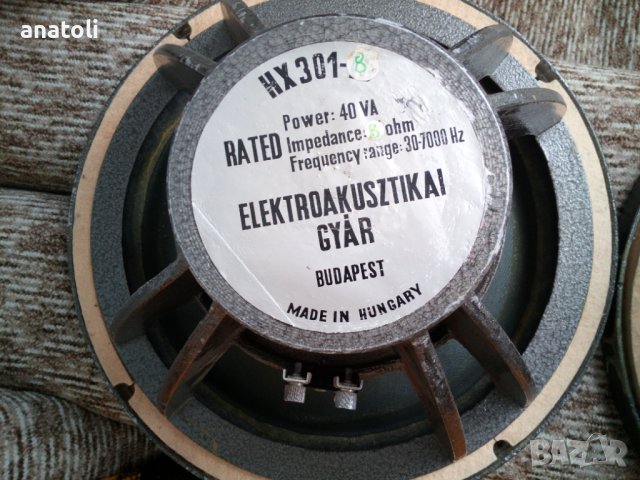 anatoli
HX301-8
Power: 40 VA
RATED Impedance: 8 ohm
Frequency range: 30-7000 Hz
ELEKTROAKUSZTIKAI
GYÁR
BUDAPEST
MADE IN HUNGARY
BAZAR